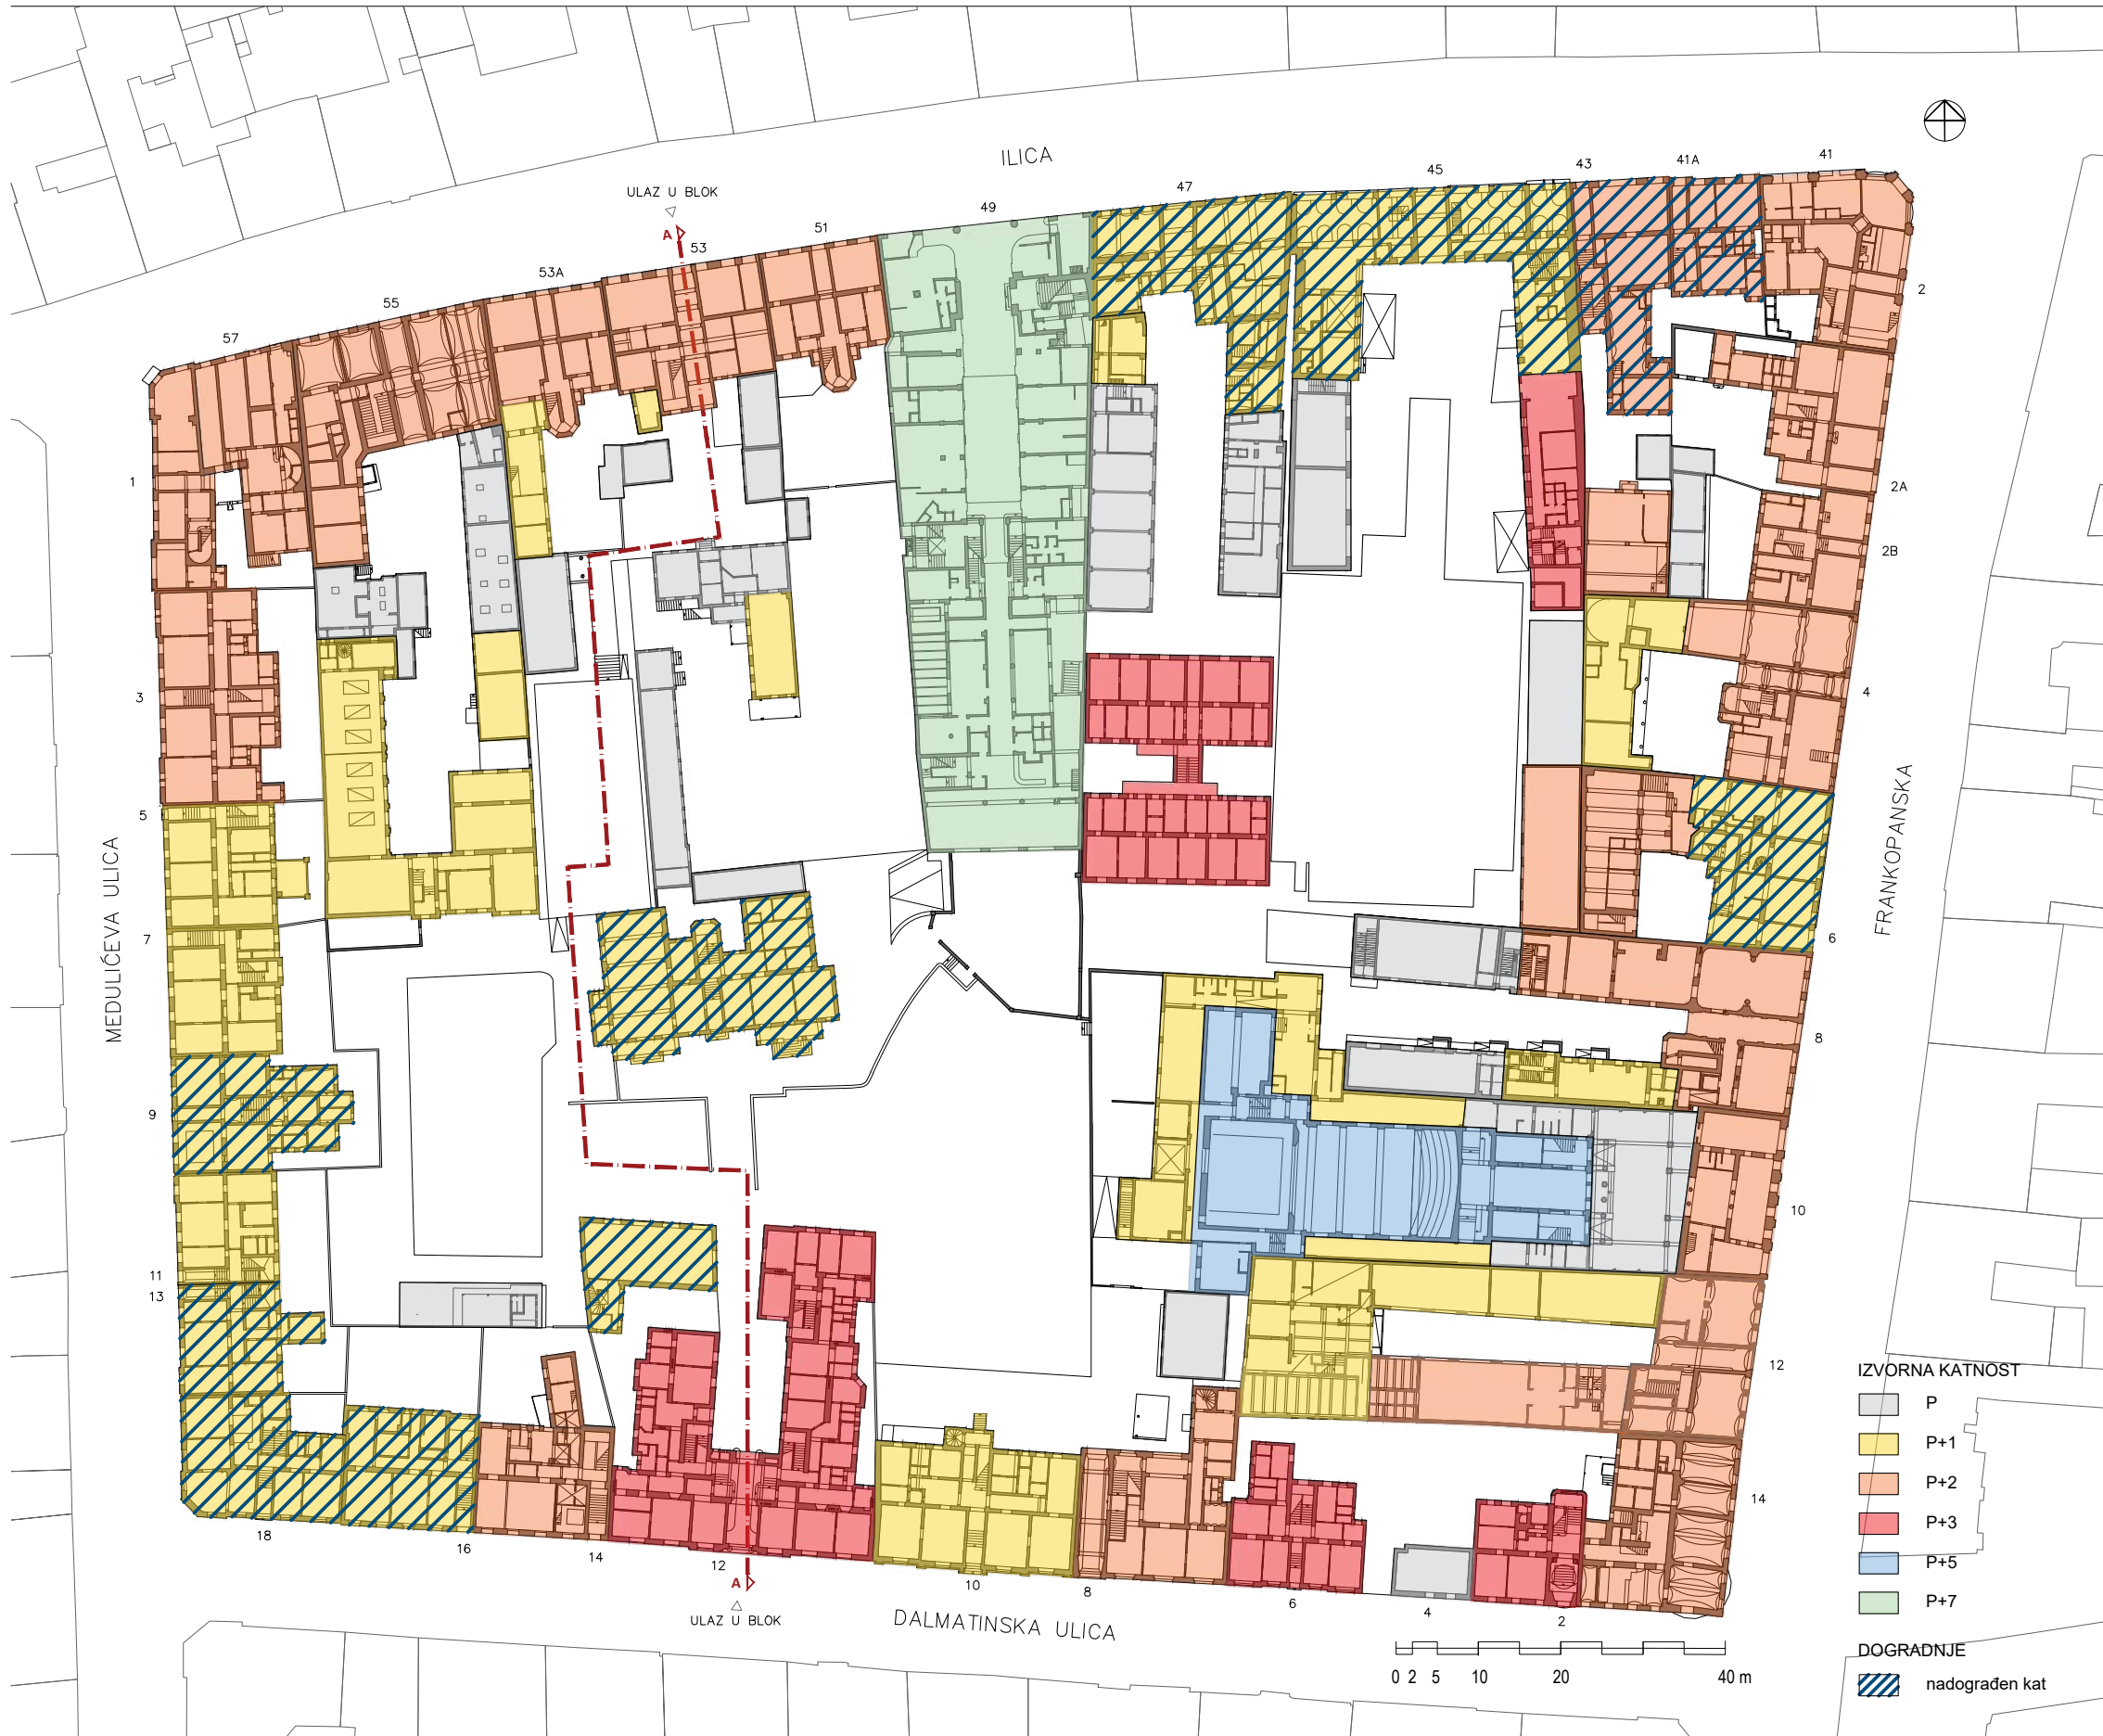 ILICA
41
41A
43
45
47
49
ULAZ U BLOK
A
53
51
53A
55
57
2
1
2A
2B
3
4
5
MEDULIĆEVA ULICA
FRANKOPANSKA
7
6
8
9
10
11
13
12
14
18
16
14
12
A
10
8
6
4
2
ULAZ U BLOK
DALMATINSKA ULICA
IZVORNA KATNOST
P
P+1
P+2
P+3
P+5
P+7
DOGRADNJE
nadograđen kat
0 2 5 10 20 40 m